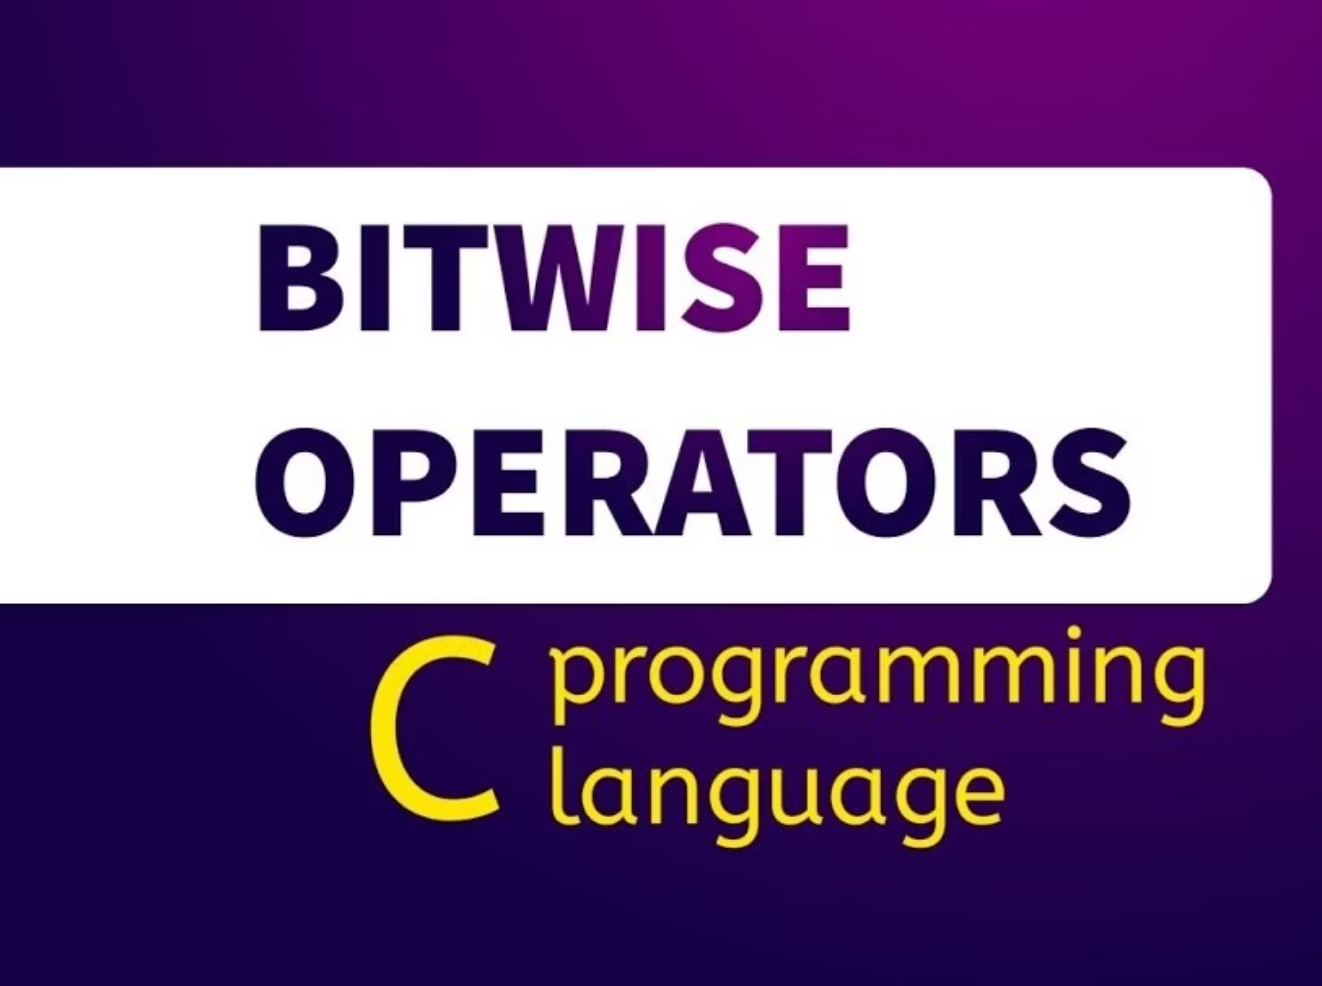 BITWISE
OPERATORS
C programming
language